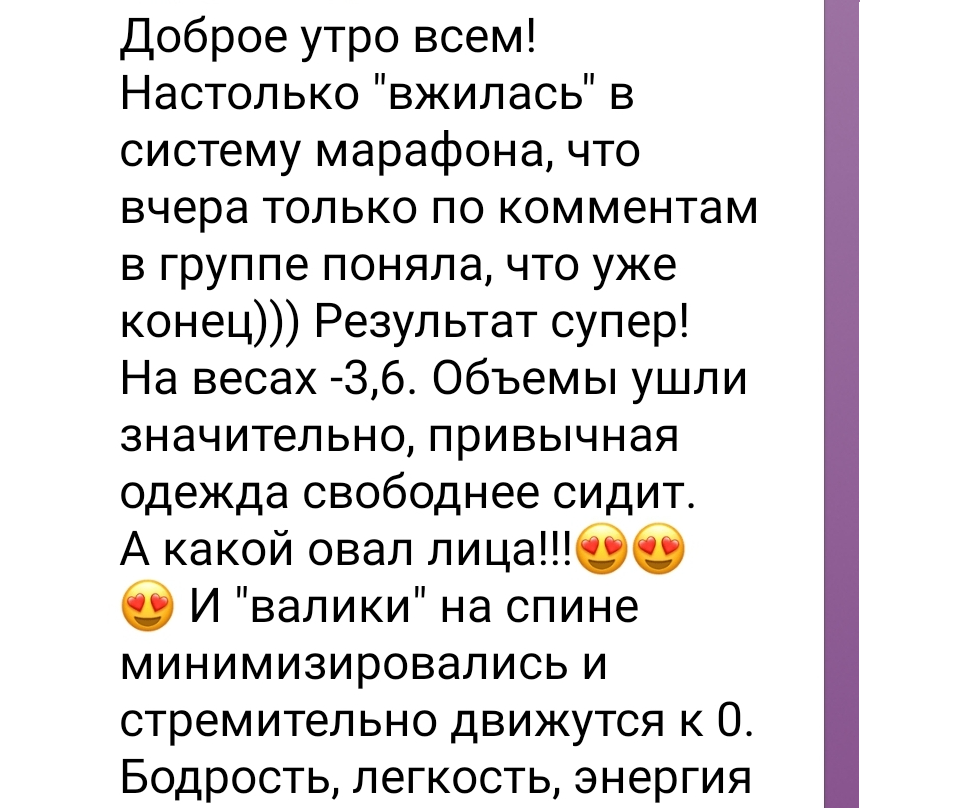 Доброе утро всем!
Настолько "вжилась" в
систему марафона, что
вчера только по комментам
в группе поняла, что уже
конец))) Результат супер!
На весах -3,6. Объемы ушли
значительно, привычная
одежда свободнее сидит.
А какой овал лица!!!😍😍
😍 И "валики" на спине
минимизировались и
стремительно движутся к 0.
Бодрость, легкость, энергия